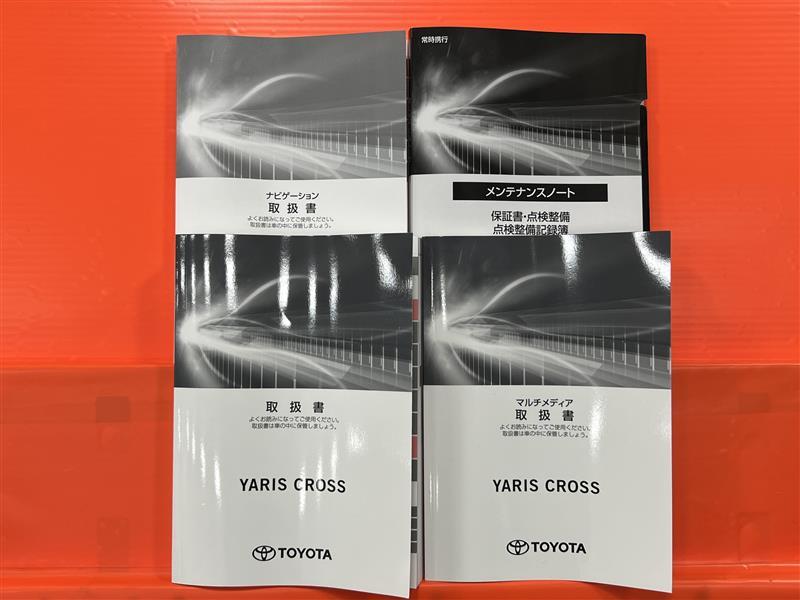 ナビゲーション
取扱書
よくお読みになってご使用ください。
取扱書は車の中に保管しましょう。
常時携行
メンテナンスノート
保証書・点検整備
点検整備記録簿
取扱書
よくお読みになってご使用ください。
取扱書は車の中に保管しましょう。
YARIS CROSS
TOYOTA
マルチメディア
取扱書
よくお読みになってご使用ください。
取扱書は車の中に保管しましょう。
YARIS CROSS
TOYOTA